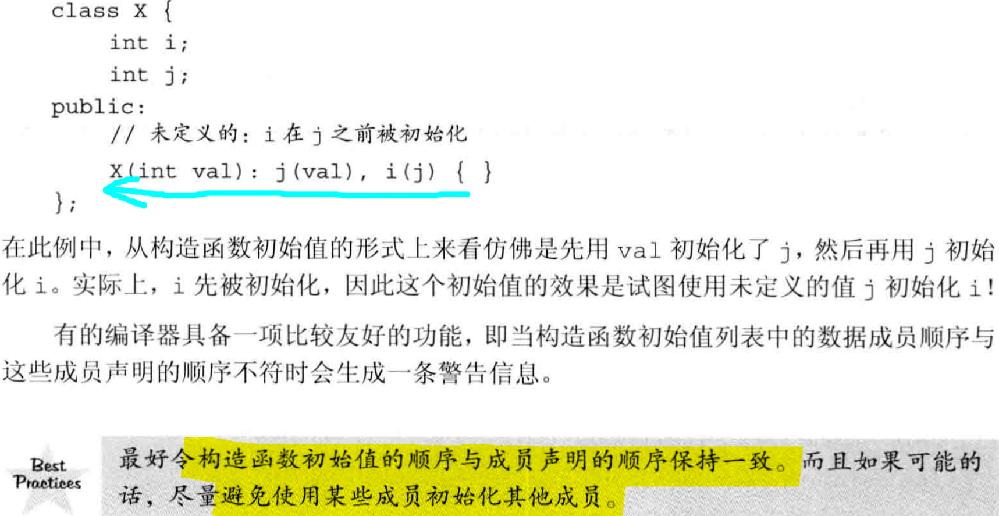 class X {
int i;
int j;
public:
// 未定义的：i 在 j 之前被初始化
X(int val): j(val), i(j) { }
};
在此例中，从构造函数初始值的形式上来看仿佛是先用 val 初始化了 j，然后再用 j 初始
化 i。实际上，i 先被初始化，因此这个初始值的效果是试图使用未定义的值 j 初始化 i！
有的编译器具备一项比较友好的功能，即当构造函数初始值列表中的数据成员顺序与
这些成员声明的顺序不符时会生成一条警告信息。
Best
Practices
最好令构造函数初始值的顺序与成员声明的顺序保持一致。而且如果可能的
话，尽量避免使用某些成员初始化其他成员。